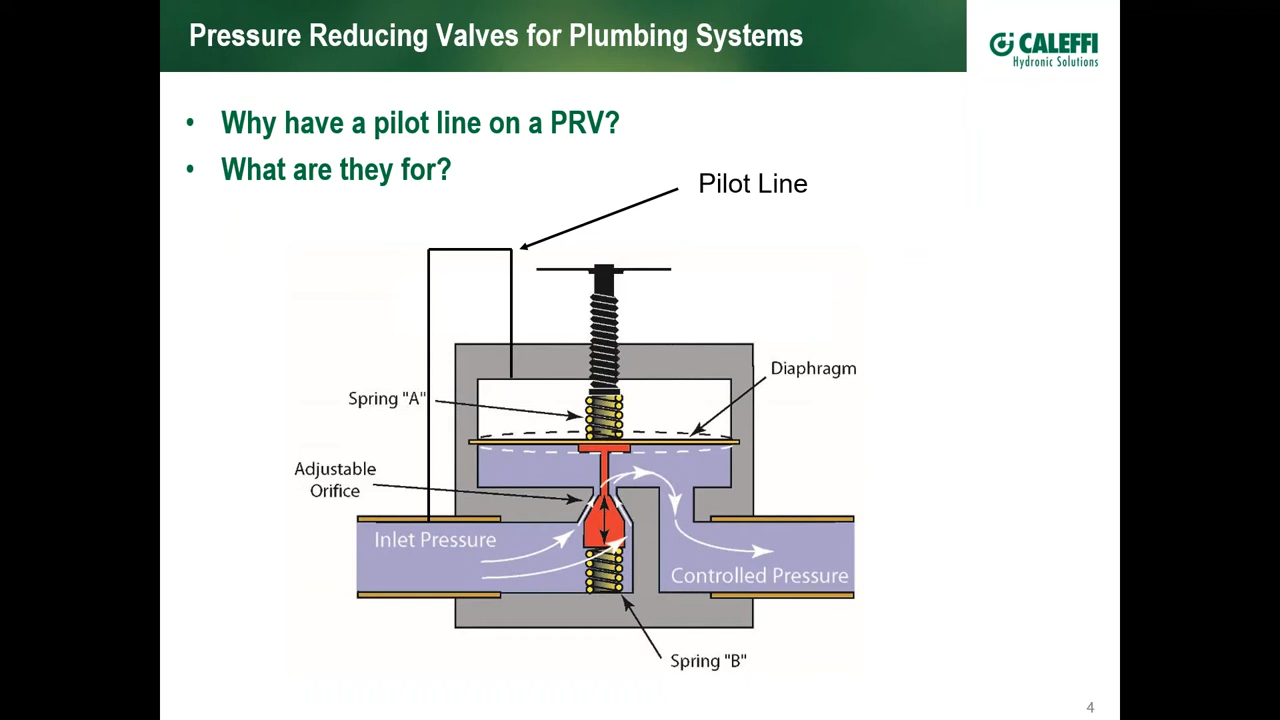 Pressure Reducing Valves for Plumbing Systems
CALEFFI
Hydronic Solutions
• Why have a pilot line on a PRV?
• What are they for?
Pilot Line
Diaphragm
Spring "A"
Adjustable
Orifice
Inlet Pressure
Controlled Pressure
Spring "B"
4